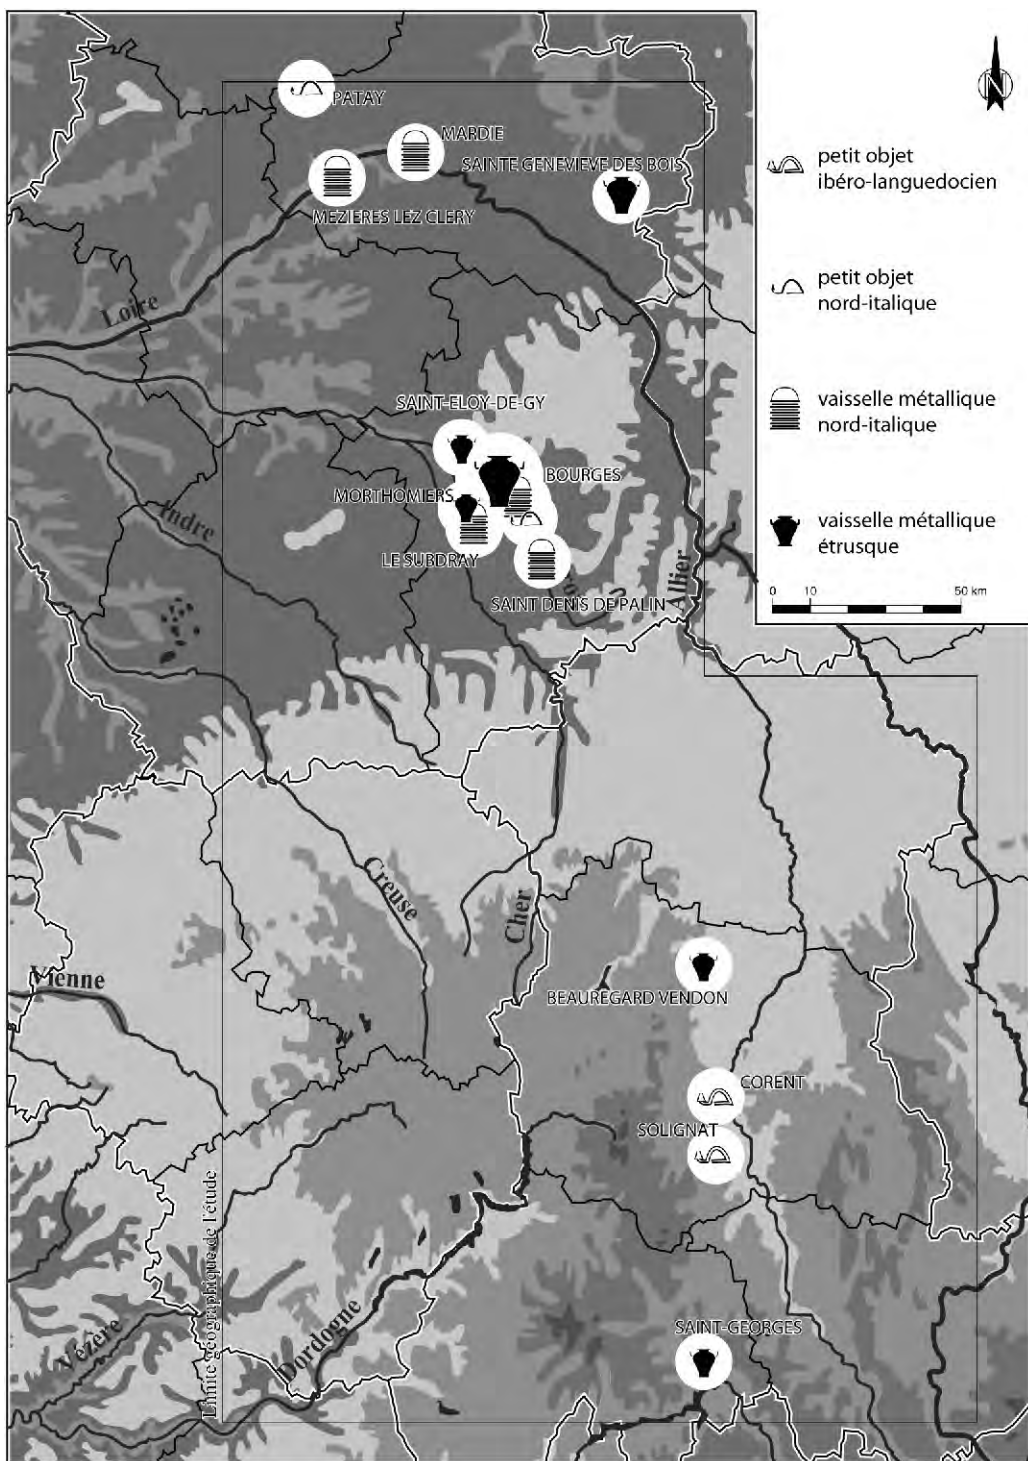 PATAY
MARDIE
SAINTE GENEVIEVE DES BOIS
MEZIERES LEZ CLERY
Loire
SAINT-ELOY-DE-GY
BOURGES
MORTHOMIERS
Indre
LE SUBDRAY
SAINT DENIS DE PALIN
Allier
Creuse
Cher
Vienne
BEAUREGARD VENDON
CORENT
SOLIGNAT
Limite géographique de l'étude
SAINT-GEORGES
Dordogne
Vézère
N
petit objet
ibéro-languedocien
petit objet
nord-italique
vaisselle métallique
nord-italique
vaisselle métallique
étrusque
0 10 50 km